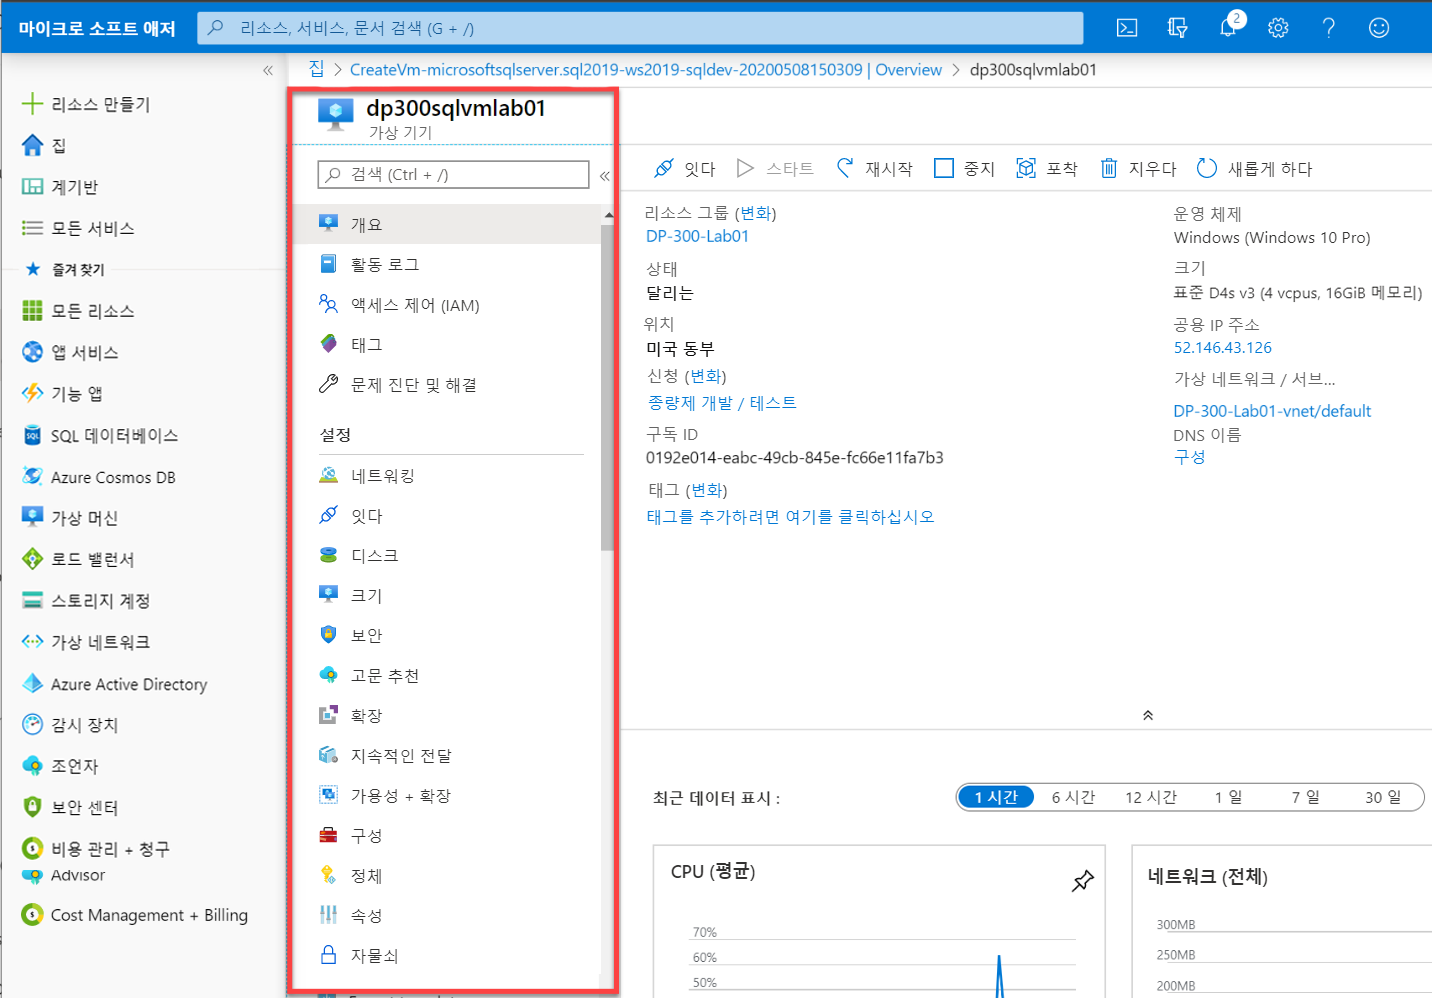 마이크로 소프트 애저
리소스, 서비스, 문서 검색 (G + /)
2
집 > CreateVm-microsoftsqlserver.sql2019-ws2019-sqldev-20200508150309 | Overview > dp300sqlvmlab01
리소스 만들기
집
계기반
모든 서비스
즐겨 찾기
모든 리소스
앱 서비스
기능 앱
SQL 데이터베이스
Azure Cosmos DB
가상 머신
로드 밸런서
스토리지 계정
가상 네트워크
Azure Active Directory
감시 장치
조언자
보안 센터
비용 관리 + 청구
Advisor
Cost Management + Billing
dp300sqlvmlab01
가상 기기
검색 (Ctrl + /)
개요
활동 로그
액세스 제어 (IAM)
태그
문제 진단 및 해결
설정
네트워킹
잇다
디스크
크기
보안
고문 추천
확장
지속적인 전달
가용성 + 확장
구성
정체
속성
자물쇠
잇다
스타트
재시작
중지
포착
지우다
새롭게 하다
리소스 그룹 (변화)
DP-300-Lab01
상태
달리는
위치
미국 동부
신청 (변화)
종량제 개발 / 테스트
구독 ID
0192e014-eabc-49cb-845e-fc66e11fa7b3
태그 (변화)
태그를 추가하려면 여기를 클릭하십시오
운영 체제
Windows (Windows 10 Pro)
크기
표준 D4s v3 (4 vcpus, 16GiB 메모리)
공용 IP 주소
52.146.43.126
가상 네트워크 / 서브...
DP-300-Lab01-vnet/default
DNS 이름
구성
최근 데이터 표시 :
1 시간
6 시간
12 시간
1 일
7 일
30 일
CPU (평균)
70%
60%
50%
네트워크 (전체)
300MB
250MB
200MB